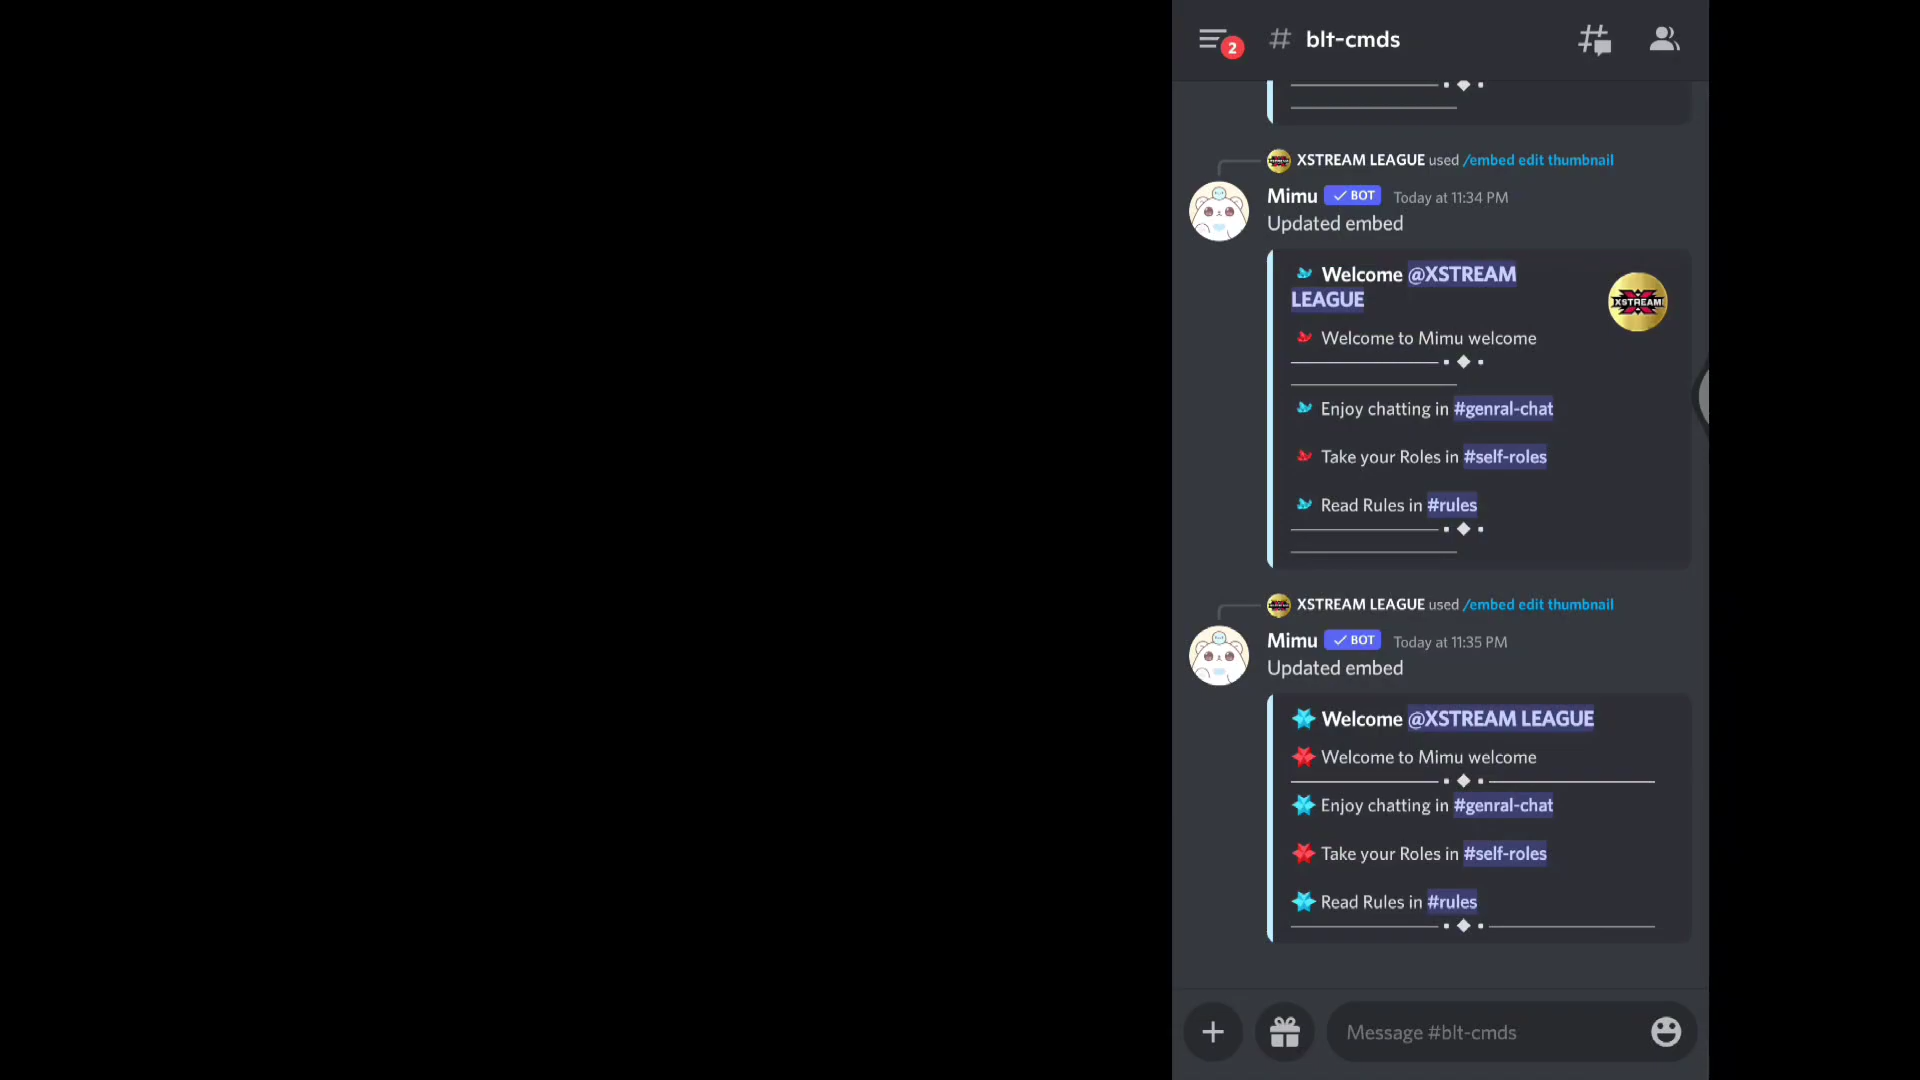 2
# blt-cmds
XSTREAM LEAGUE used /embed edit thumbnail
Mimu ✓ BOT Today at 11:34 PM
Updated embed
Welcome @XSTREAM
LEAGUE
XSTREAM
Welcome to Mimu welcome
Enjoy chatting in #genral-chat
Take your Roles in #self-roles
Read Rules in #rules
XSTREAM LEAGUE used /embed edit thumbnail
Mimu ✓ BOT Today at 11:35 PM
Updated embed
Welcome @XSTREAM LEAGUE
Welcome to Mimu welcome
Enjoy chatting in #genral-chat
Take your Roles in #self-roles
Read Rules in #rules
Message #blt-cmds